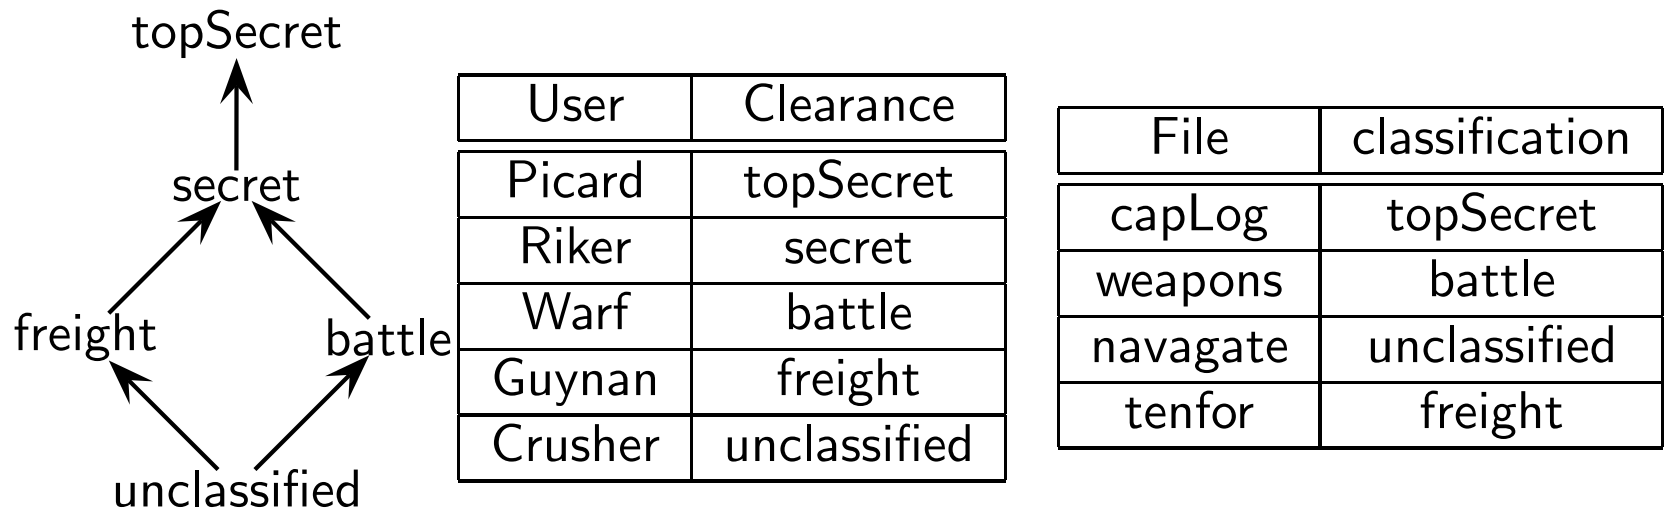 topSecret
secret
freight
battle
unclassified
User Clearance
Picard topSecret
Riker secret
Warf battle
Guynan freight
Crusher unclassified
File classification
capLog topSecret
weapons battle
navagate unclassified
tenfor freight